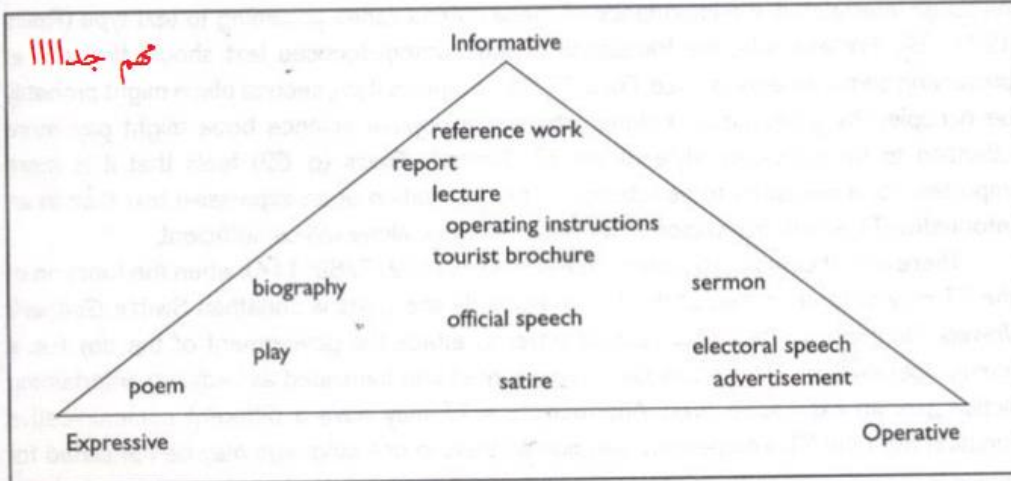 مهم جداااا
Informative
reference work
report
lecture
operating instructions
tourist brochure
biography
sermon
official speech
play
electoral speech
poem
satire
advertisement
Expressive
Operative